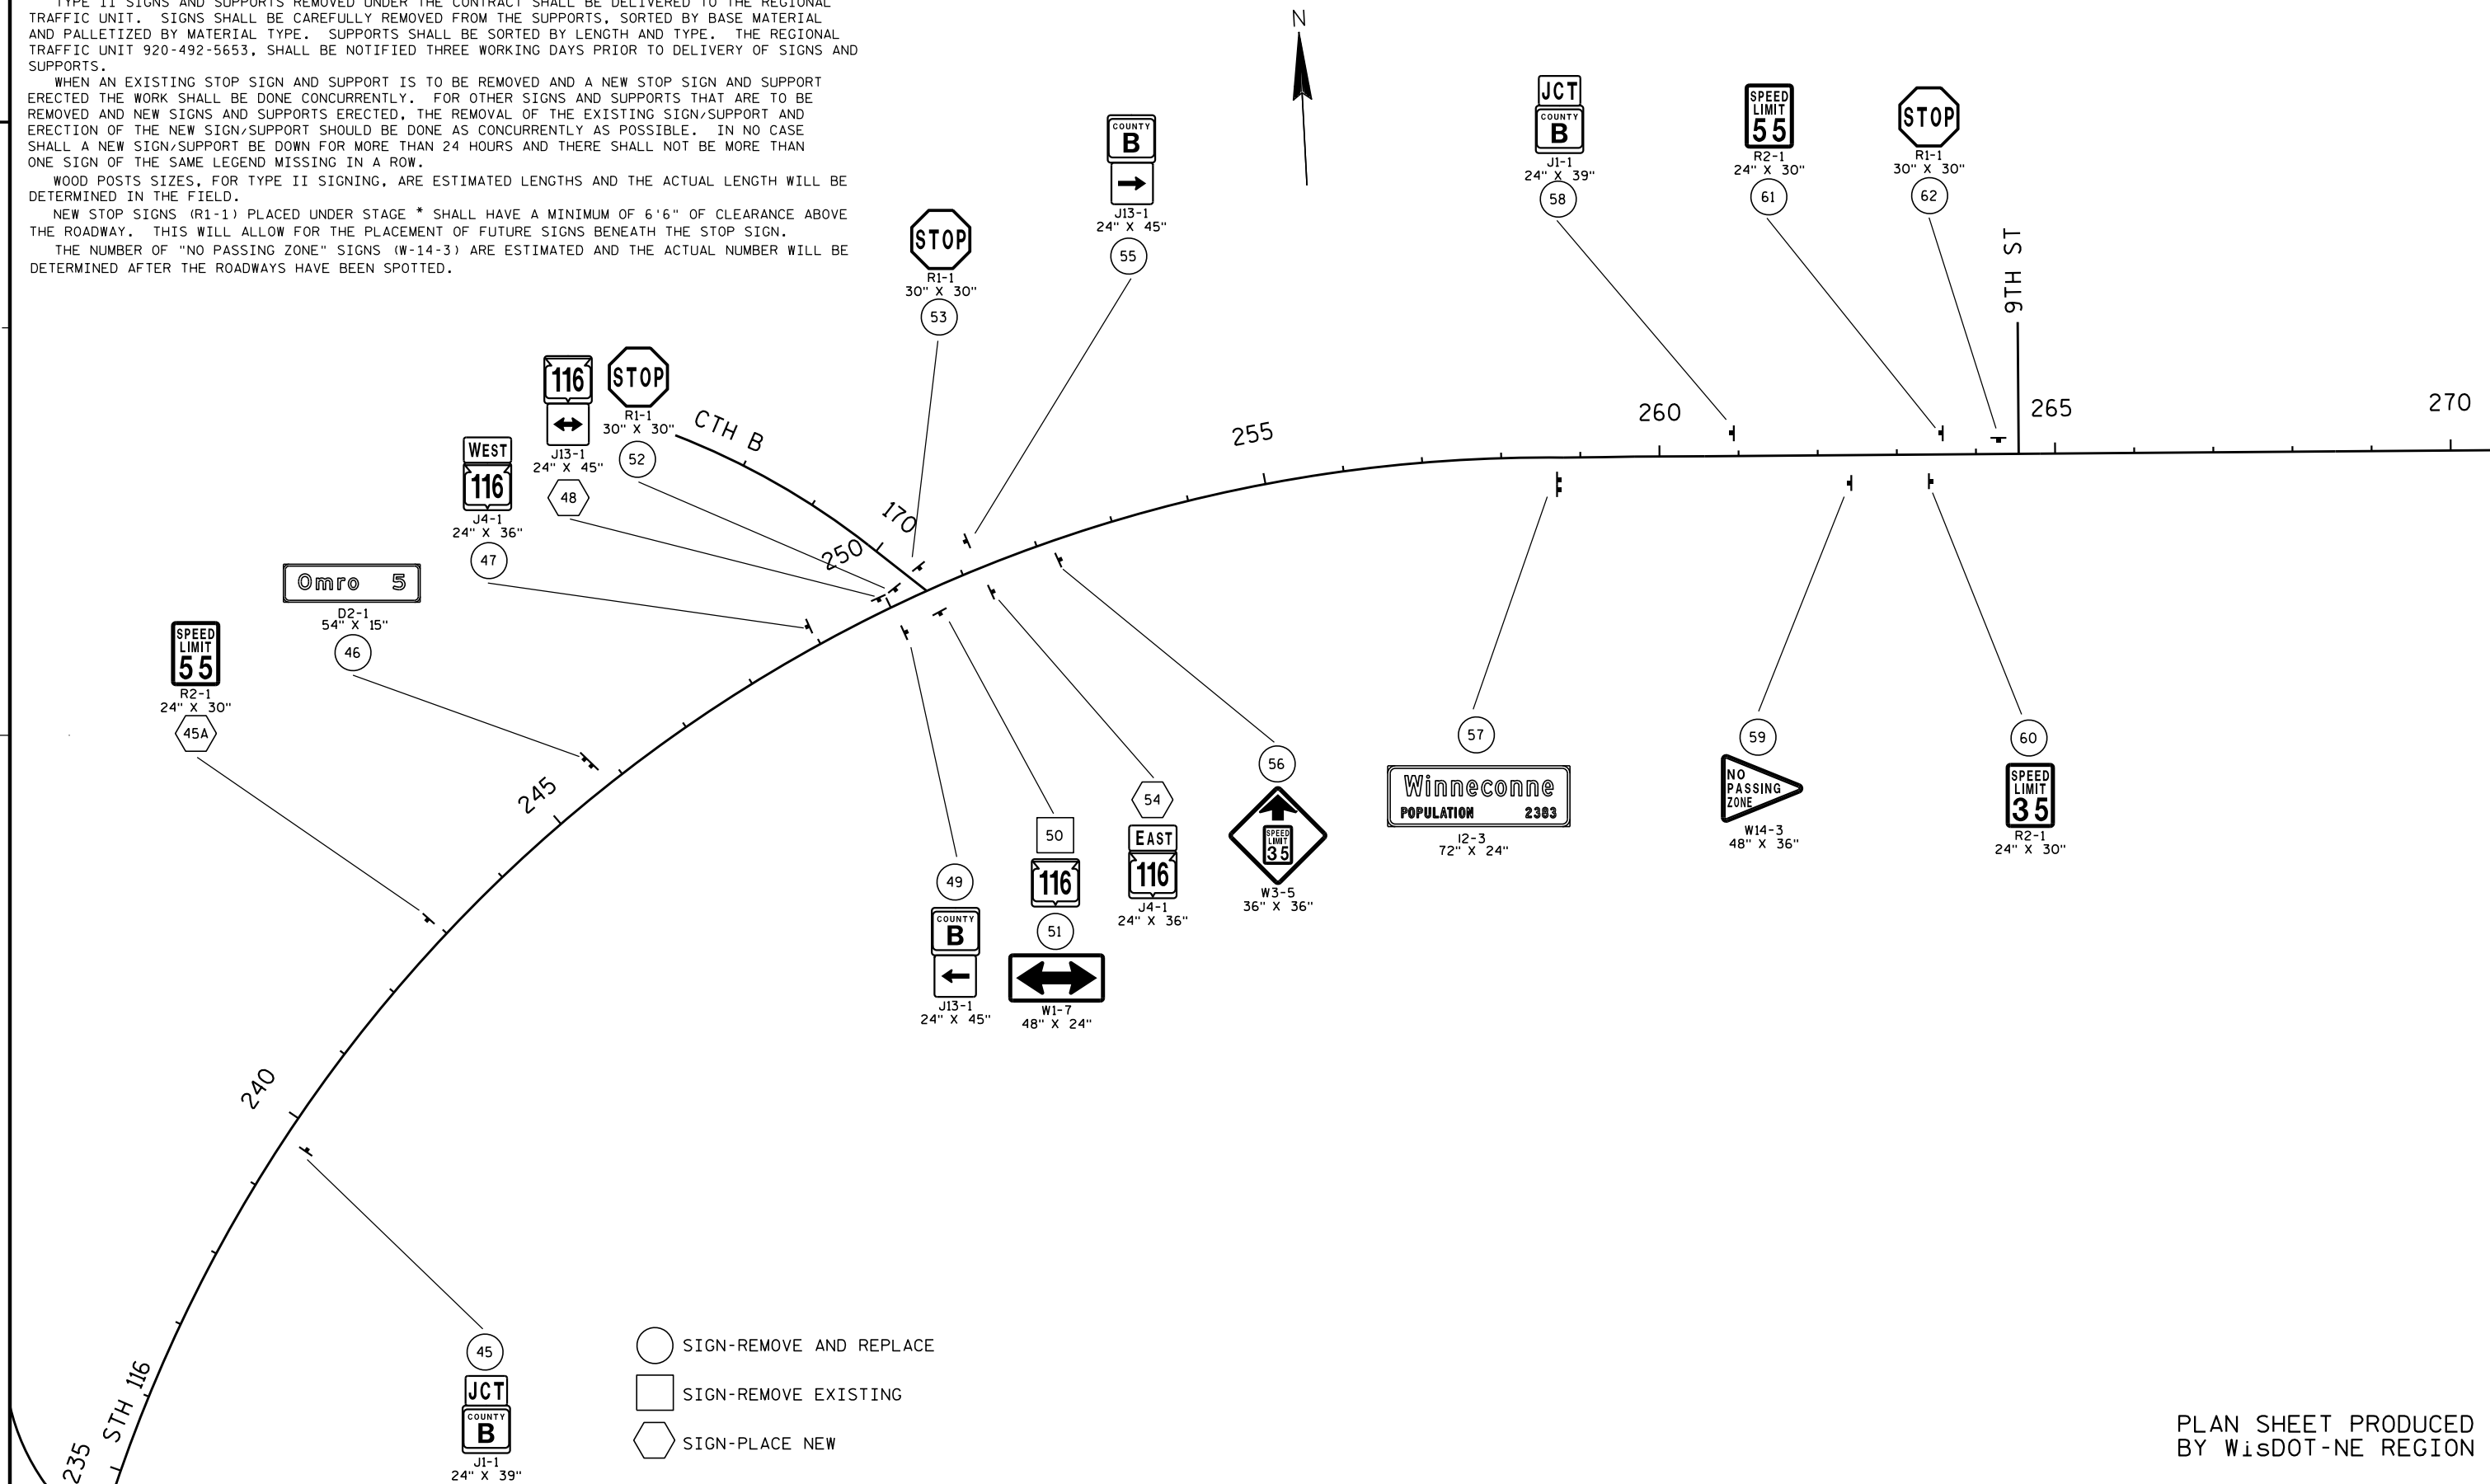 TYPE II SIGNS AND SUPPORTS REMOVED UNDER THE CONTRACT SHALL BE DELIVERED TO THE REGIONAL
TRAFFIC UNIT. SIGNS SHALL BE CAREFULLY REMOVED FROM THE SUPPORTS, SORTED BY BASE MATERIAL
AND PALLETIZED BY MATERIAL TYPE. SUPPORTS SHALL BE SORTED BY LENGTH AND TYPE. THE REGIONAL
TRAFFIC UNIT 920-492-5653, SHALL BE NOTIFIED THREE WORKING DAYS PRIOR TO DELIVERY OF SIGNS AND
SUPPORTS.
WHEN AN EXISTING STOP SIGN AND SUPPORT IS TO BE REMOVED AND A NEW STOP SIGN AND SUPPORT
ERECTED THE WORK SHALL BE DONE CONCURRENTLY. FOR OTHER SIGNS AND SUPPORTS THAT ARE TO BE
REMOVED AND NEW SIGNS AND SUPPORTS ERECTED, THE REMOVAL OF THE EXISTING SIGN/SUPPORT AND
ERECTION OF THE NEW SIGN/SUPPORT SHOULD BE DONE AS CONCURRENTLY AS POSSIBLE. IN NO CASE
SHALL A NEW SIGN/SUPPORT BE DOWN FOR MORE THAN 24 HOURS AND THERE SHALL NOT BE MORE THAN
ONE SIGN OF THE SAME LEGEND MISSING IN A ROW.
WOOD POSTS SIZES, FOR TYPE II SIGNING, ARE ESTIMATED LENGTHS AND THE ACTUAL LENGTH WILL BE
DETERMINED IN THE FIELD.
NEW STOP SIGNS (R1-1) PLACED UNDER STAGE * SHALL HAVE A MINIMUM OF 6'6" OF CLEARANCE ABOVE
THE ROADWAY. THIS WILL ALLOW FOR THE PLACEMENT OF FUTURE SIGNS BENEATH THE STOP SIGN.
THE NUMBER OF "NO PASSING ZONE" SIGNS (W-14-3) ARE ESTIMATED AND THE ACTUAL NUMBER WILL BE
DETERMINED AFTER THE ROADWAYS HAVE BEEN SPOTTED.
N
JCT
COUNTY
B
J1-1
24" X 39"
58
SPEED
LIMIT
55
R2-1
24" X 30"
61
STOP
R1-1
30" X 30"
62
9TH ST
COUNTY
B
J13-1
24" X 45"
55
STOP
R1-1
30" X 30"
53
116
J13-1
24" X 45"
48
STOP
R1-1
30" X 30"
52
CTH B
WEST
116
J4-1
24" X 36"
47
Omro 5
D2-1
54" X 15"
46
SPEED
LIMIT
55
R2-1
24" X 30"
45A
170
250
255
260
265
270
245
240
235
STH 116
49
COUNTY
B
J13-1
24" X 45"
50
116
51
W1-7
48" X 24"
54
EAST
116
J4-1
24" X 36"
56
SPEED
LIMIT
35
W3-5
36" X 36"
57
Winneconne
POPULATION 2383
I2-3
72" X 24"
59
NO
PASSING
ZONE
W14-3
48" X 36"
60
SPEED
LIMIT
35
R2-1
24" X 30"
45
JCT
COUNTY
B
J1-1
24" X 39"
SIGN-REMOVE AND REPLACE
SIGN-REMOVE EXISTING
SIGN-PLACE NEW
PLAN SHEET PRODUCED
BY WisDOT-NE REGION